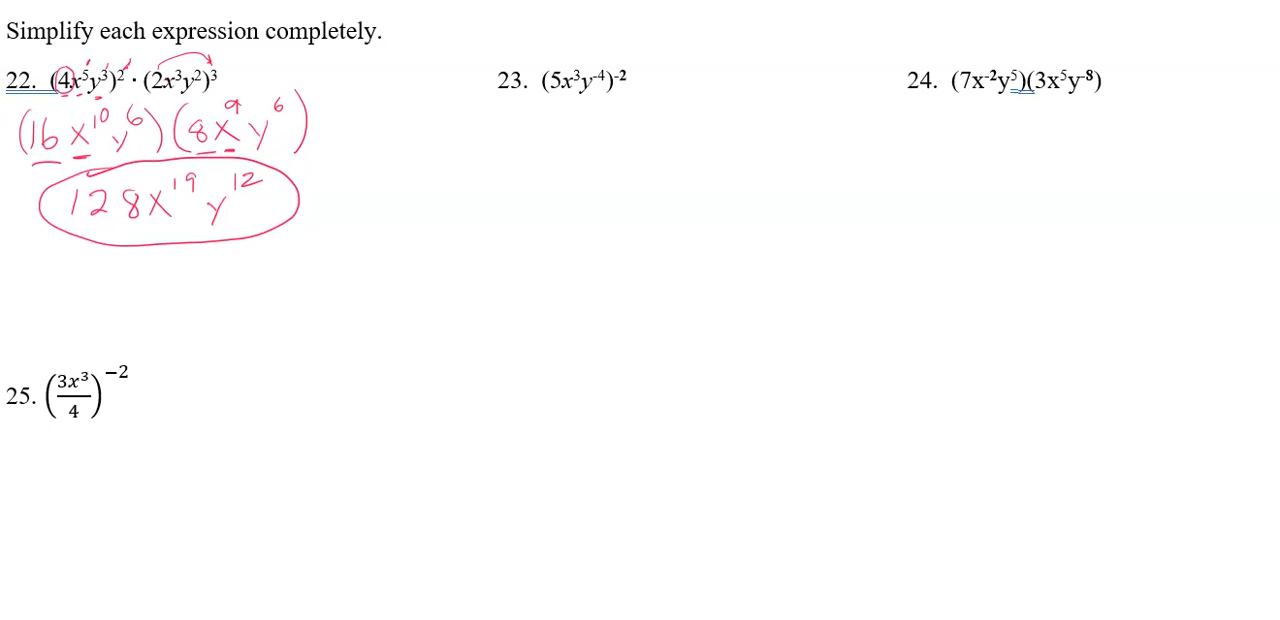 Simplify each expression completely.
22. (4x⁵y³)² · (2x³y²)³
(16x¹⁰y⁶)(8x⁹y⁶)
128x¹⁹y¹²
23. (5x³y⁻⁴)⁻²
24. (7x⁻²y⁵)(3x⁵y⁻⁸)
25. (3x³/4)⁻²